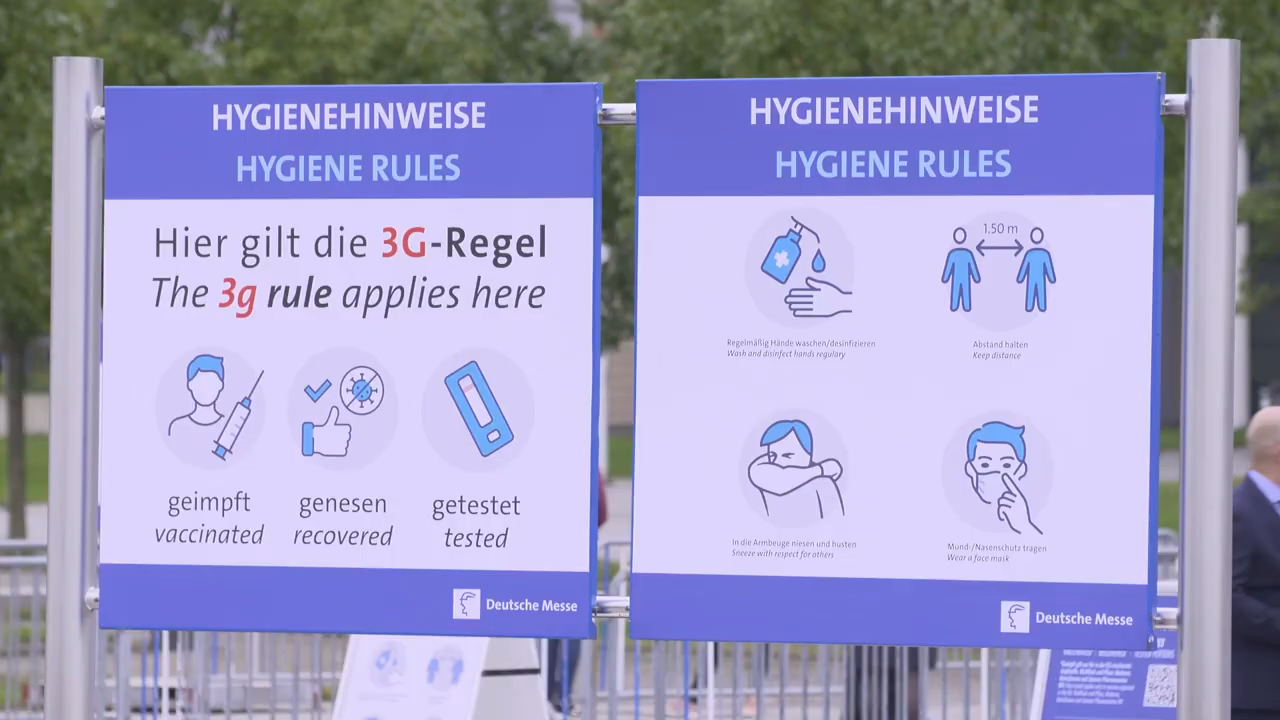 HYGIENEHINWEISE
HYGIENE RULES
Hier gilt die 3G-Regel
The 3g rule applies here
geimpft
vaccinated
genesen
recovered
getestet
tested
Deutsche Messe
HYGIENEHINWEISE
HYGIENE RULES
1.50 m
Regelmäßig Hände waschen/desinfizieren
Wash and disinfect hands regulary
Abstand halten
Keep distance
In die Armbeuge niesen und husten
Sneeze with respect for others
Mund-/Nasenschutz tragen
Wear a face mask
Deutsche Messe